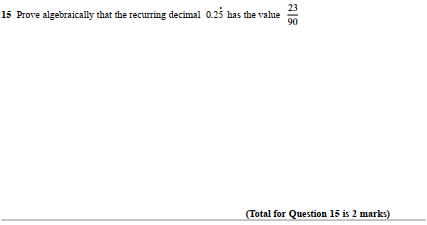 15 Prove algebraically that the recurring decimal 0.25̇ has the value 23/90
(Total for Question 15 is 2 marks)